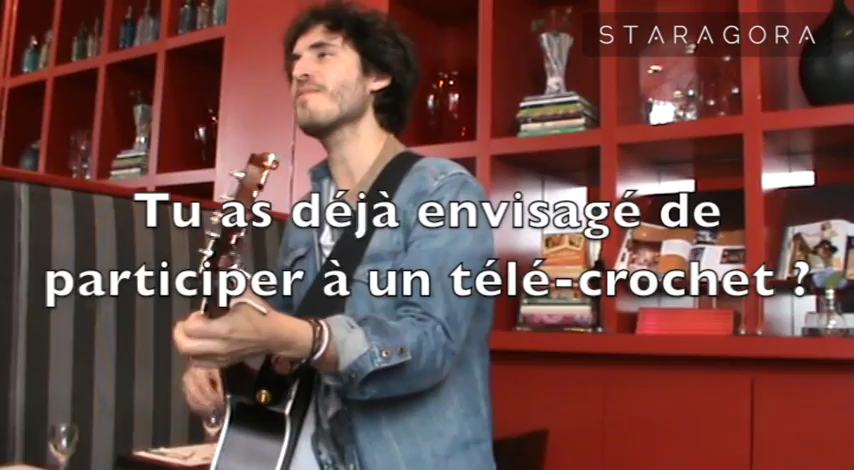 STARAGORA
Tu as déjà envisagé de
participer à un télé-crochet ?